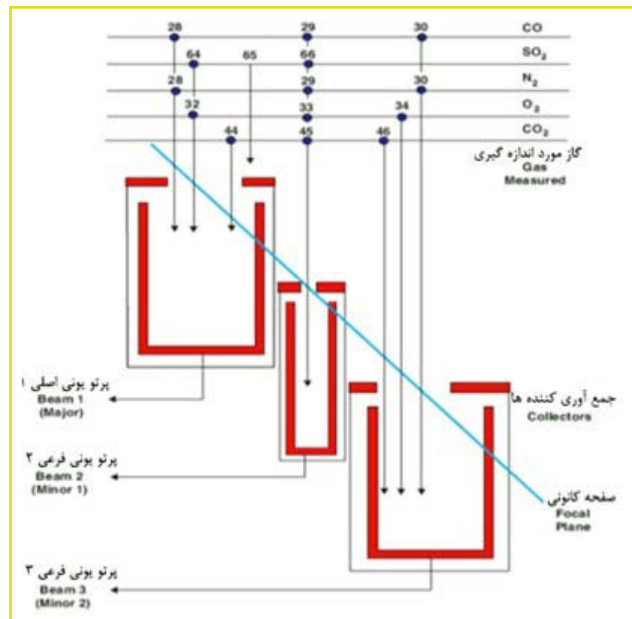 28 29 30 CO
64 65 66 SO₂
28 29 30 N₂
32 33 34 O₂
44 45 46 CO₂
گاز مورد اندازه گیری
Gas
Measured
پرتو یونی اصلی ۱
Beam 1
(Major)
جمع آوری کننده ها
Collectors
پرتو یونی فرعی ۲
Beam 2
(Minor 1)
صفحه کانونی
Focal
Plane
پرتو یونی فرعی ۳
Beam 3
(Minor 2)